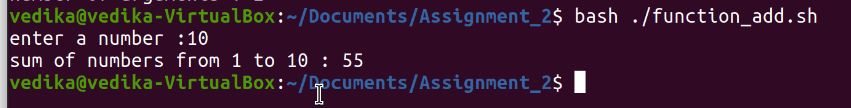 vedika@vedika-VirtualBox:~/Documents/Assignment_2$ bash ./function_add.sh
enter a number :10
sum of numbers from 1 to 10 : 55
vedika@vedika-VirtualBox:~/Documents/Assignment_2$